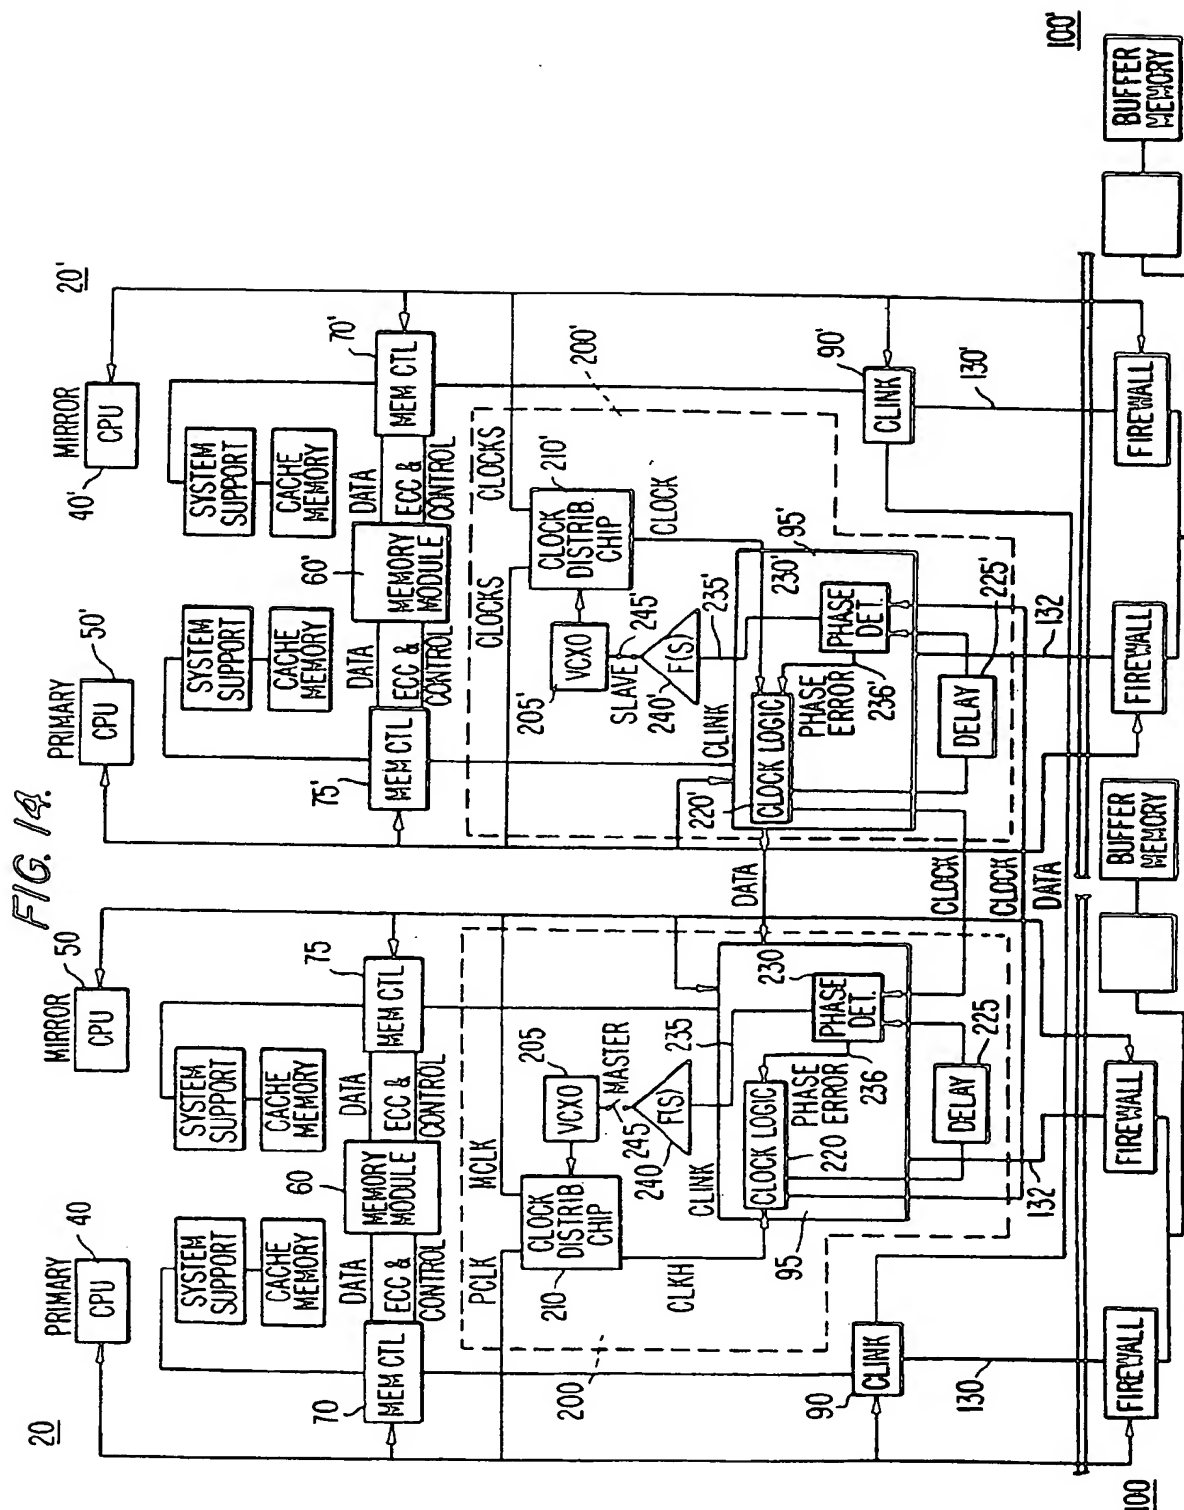 FIG. 14.
20
PRIMARY
40
CPU
MIRROR
50
CPU
SYSTEM
SUPPORT
CACHE
MEMORY
SYSTEM
SUPPORT
CACHE
MEMORY
70
MEM CTL
DATA
ECC &
CONTROL
60
MEMORY
MODULE
DATA
ECC &
CONTROL
75
MEM CTL
PCLK
MCLK
200
CLOCK
DISTRIB.
CHIP
210
VCXO
205
245
MASTER
240
F(S)
235
CLKH
CLINK
95
CLOCK LOGIC
220
PHASE
ERROR
236
230
PHASE
DET.
DELAY
225
90
CLINK
130
132
FIREWALL
FIREWALL
BUFFER
MEMORY
100
DATA
CLOCK
CLOCK
DATA
20'
PRIMARY
50'
CPU
MIRROR
CPU
40'
SYSTEM
SUPPORT
CACHE
MEMORY
SYSTEM
SUPPORT
CACHE
MEMORY
75'
MEM CTL
DATA
ECC &
CONTROL
60'
MEMORY
MODULE
DATA
ECC &
CONTROL
70'
MEM CTL
CLOCKS
CLOCKS
200'
205'
VCXO
CLOCK
DISTRIB.
CHIP
210'
SLAVE
245'
240'
F(S)
235'
CLOCK
CLINK
95'
230'
220'
CLOCK LOGIC
PHASE
ERROR
236'
PHASE
DET.
DELAY
225'
132
90'
CLINK
130'
FIREWALL
FIREWALL
BUFFER
MEMORY
100'